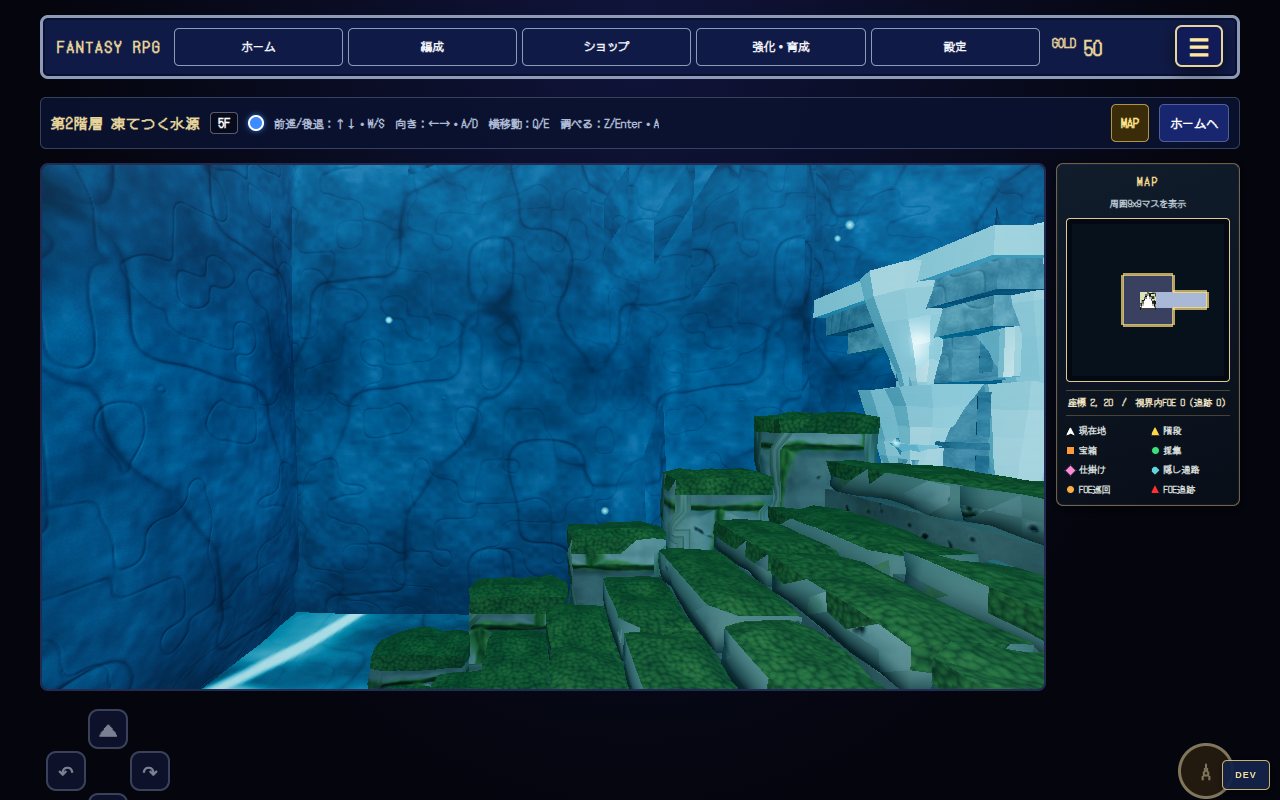 FANTASY RPG ホーム 編成 ショップ 強化・育成 設定 GOLD 50
第2階層 凍てつく水源 5F 前進/後退：↑↓・W/S 向き：←→・A/D 横移動：Q/E 調べる：Z/Enter・A MAP ホームへ
MAP
周囲9x9マスを表示
座標 2, 20 / 視界内FOE 0 (追跡 0)
現在地 階段
宝箱 採集
仕掛け 隠し通路
FOE巡回 FOE追跡
A DEV